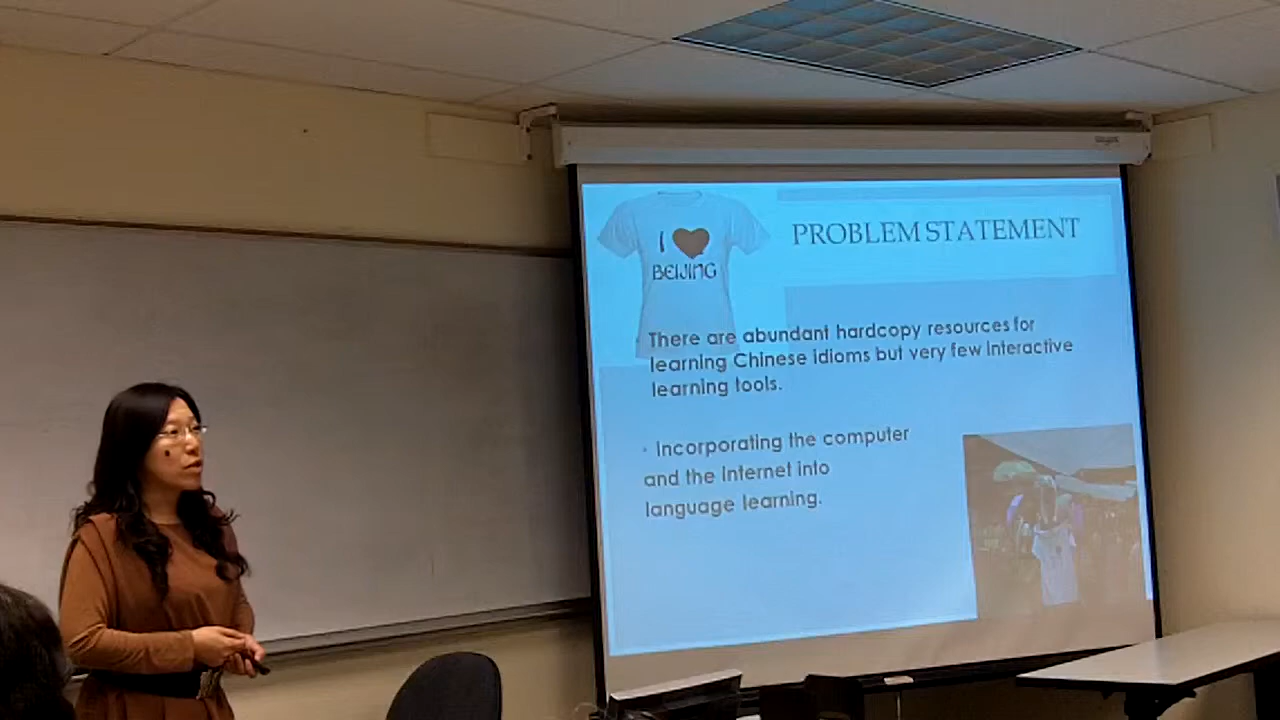 I
BEIJING
PROBLEM STATEMENT
There are abundant hardcopy resources for
learning Chinese idioms but very few interactive
learning tools.
· Incorporating the computer
and the Internet into
language learning.